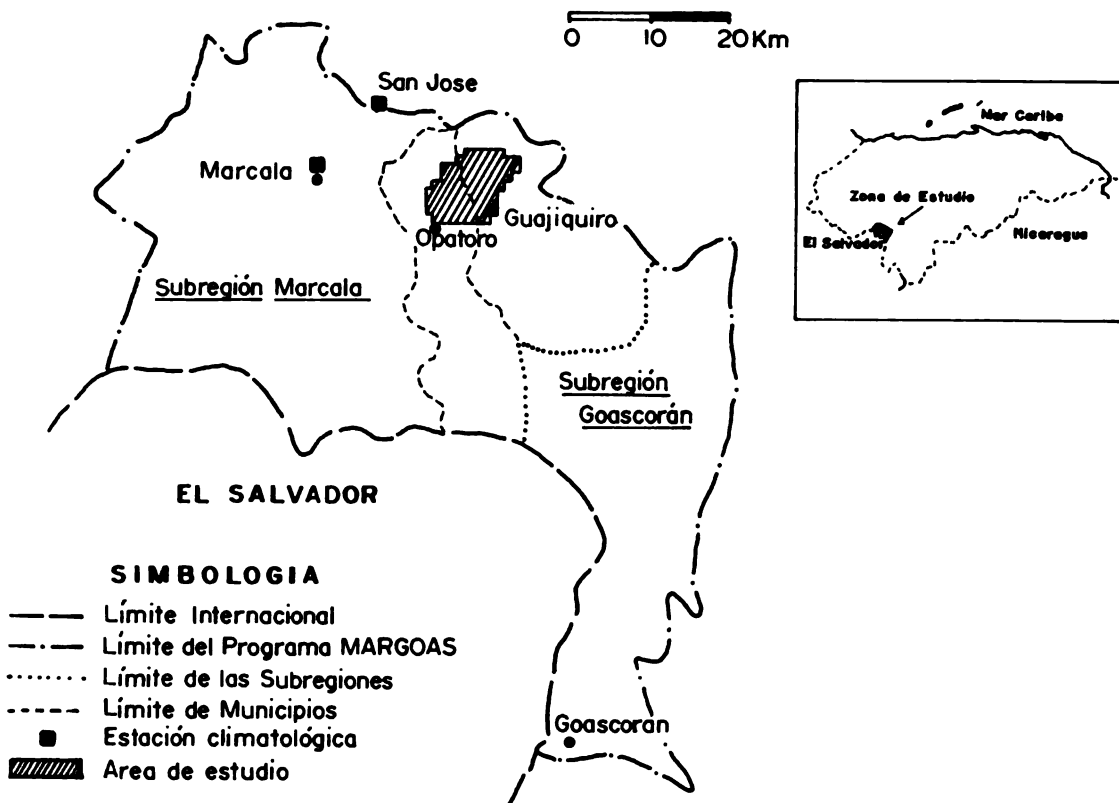 0 10 20 Km
San Jose
Marcala
Guajiquiro
Opatoro
Subregión Marcala
Subregión
Goascorán
EL SALVADOR
Mar Caribe
Zona de Estudio
El Salvador
Nicaragua
SIMBOLOGIA
Límite Internacional
Límite del Programa MARGOAS
Límite de las Subregiones
Límite de Municipios
Estación climatológica
Area de estudio
Goascorán